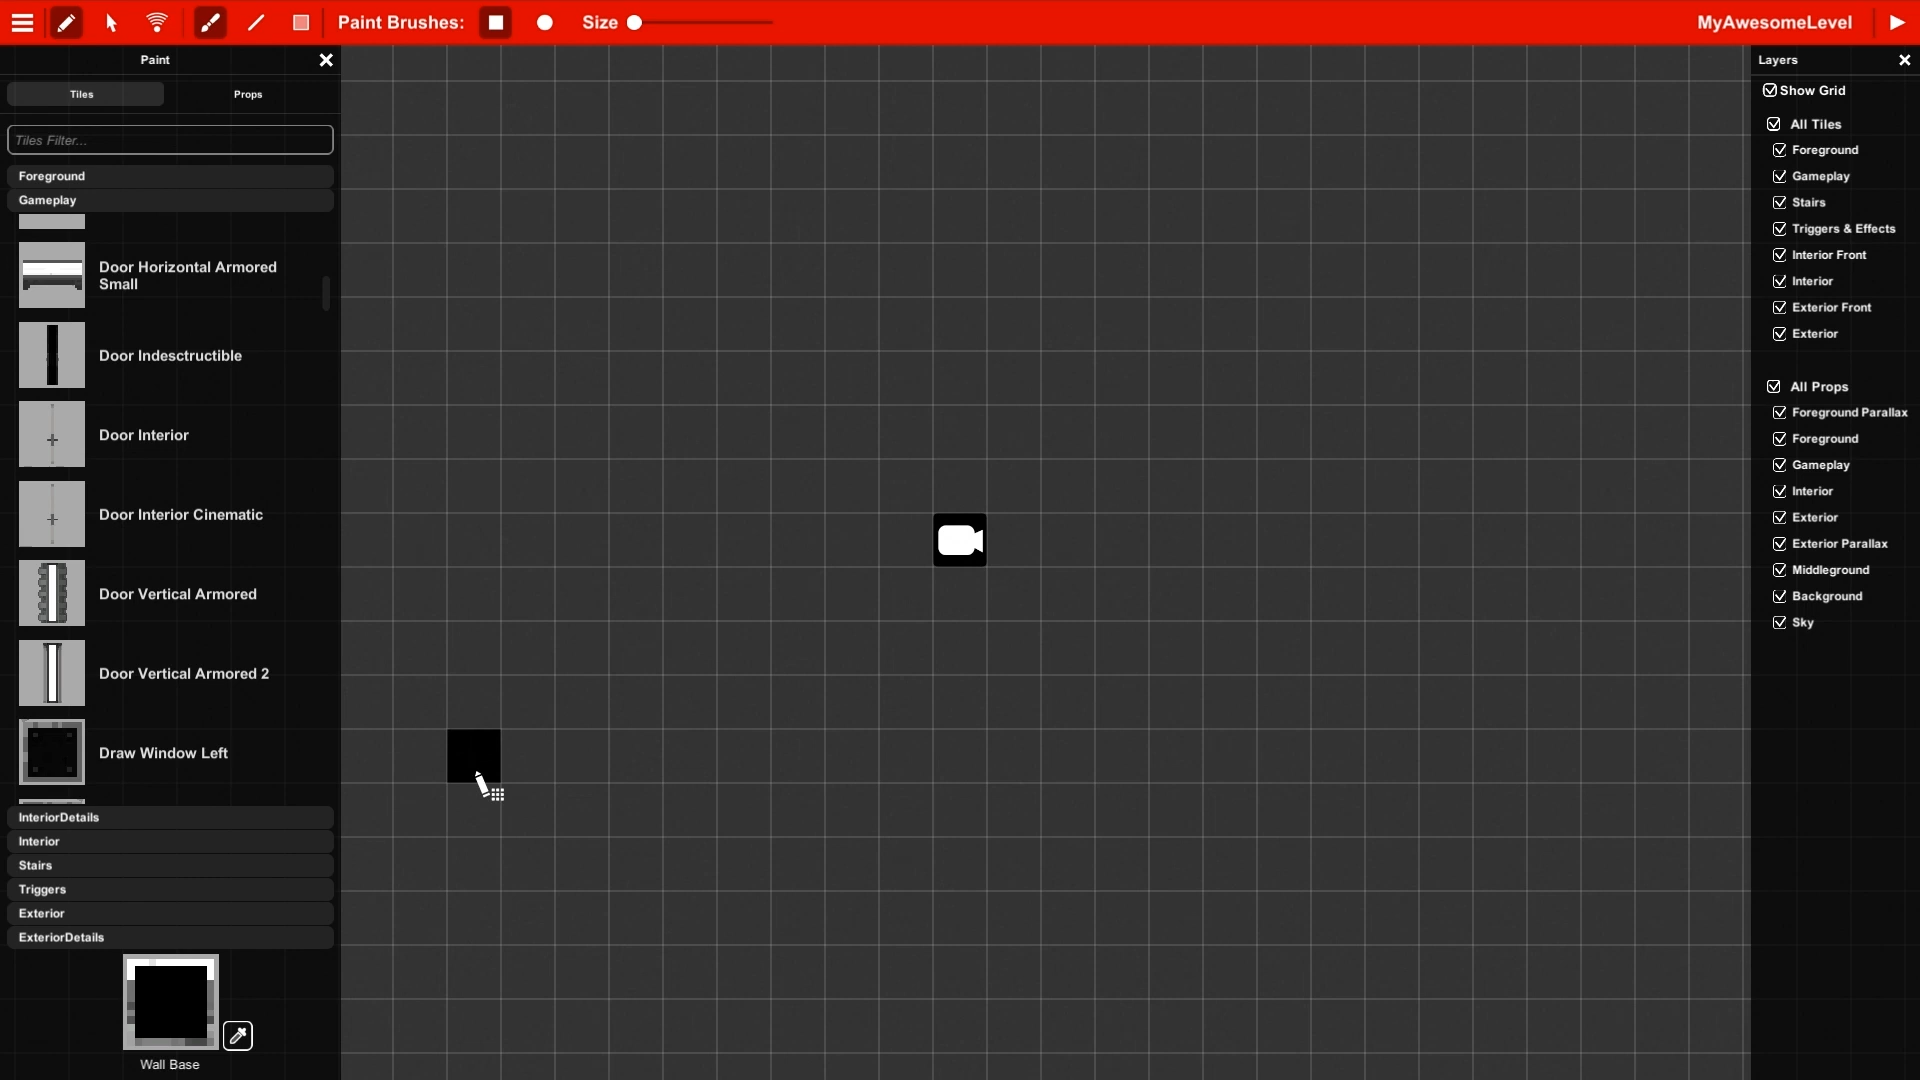 Paint Brushes:
Size
MyAwesomeLevel
Paint
Tiles
Props
Tiles Filter...
Foreground
Gameplay
Door Horizontal Armored
Small
Door Indesctructible
Door Interior
Door Interior Cinematic
Door Vertical Armored
Door Vertical Armored 2
Draw Window Left
InteriorDetails
Interior
Stairs
Triggers
Exterior
ExteriorDetails
Wall Base
Layers
Show Grid
All Tiles
Foreground
Gameplay
Stairs
Triggers & Effects
Interior Front
Interior
Exterior Front
Exterior
All Props
Foreground Parallax
Foreground
Gameplay
Interior
Exterior
Exterior Parallax
Middleground
Background
Sky